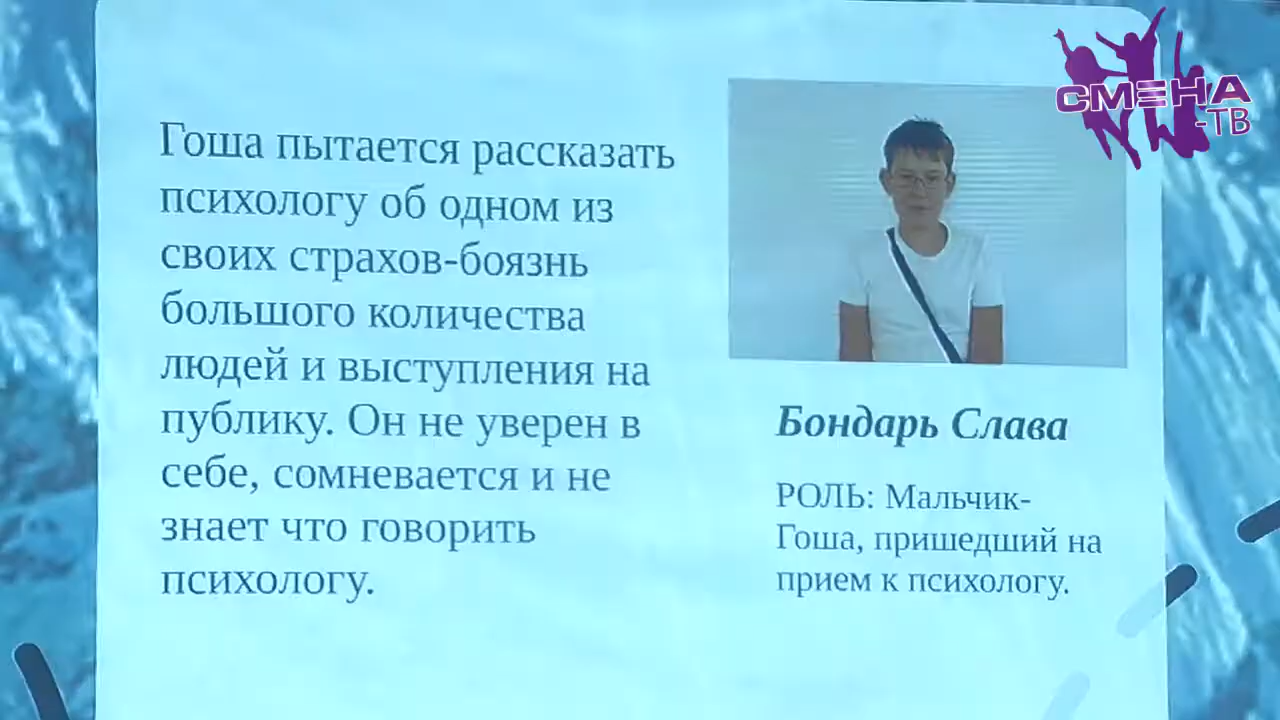 СМЕНА
-ТВ
Гоша пытается рассказать
психологу об одном из
своих страхов-боязнь
большого количества
людей и выступления на
публику. Он не уверен в
себе, сомневается и не
знает что говорить
психологу.
Бондарь Слава
РОЛЬ: Мальчик-
Гоша, пришедший на
прием к психологу.